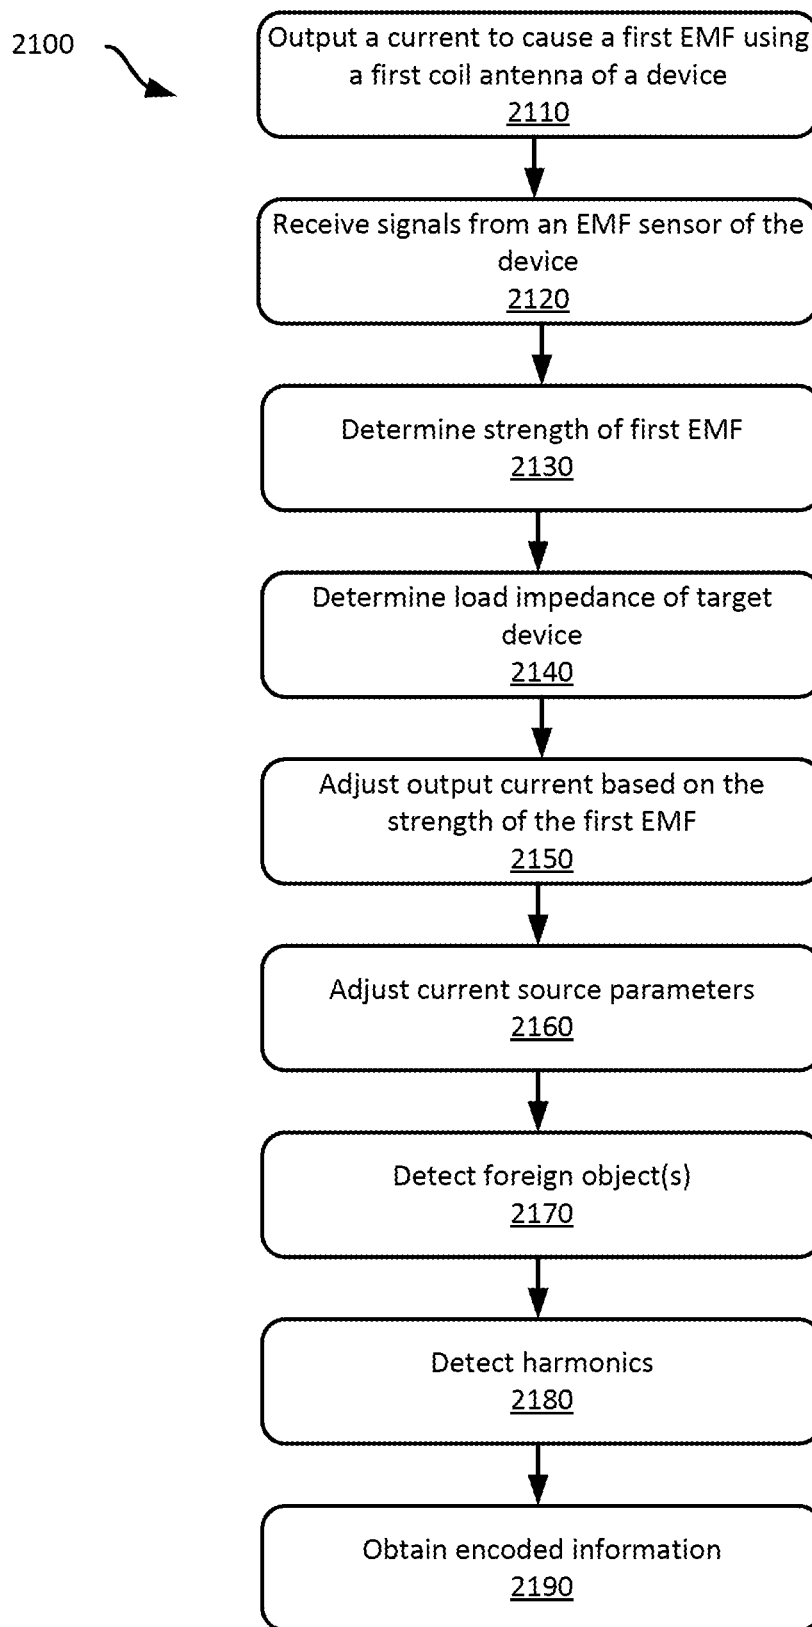 2100
Output a current to cause a first EMF using
a first coil antenna of a device
2110
Receive signals from an EMF sensor of the
device
2120
Determine strength of first EMF
2130
Determine load impedance of target
device
2140
Adjust output current based on the
strength of the first EMF
2150
Adjust current source parameters
2160
Detect foreign object(s)
2170
Detect harmonics
2180
Obtain encoded information
2190